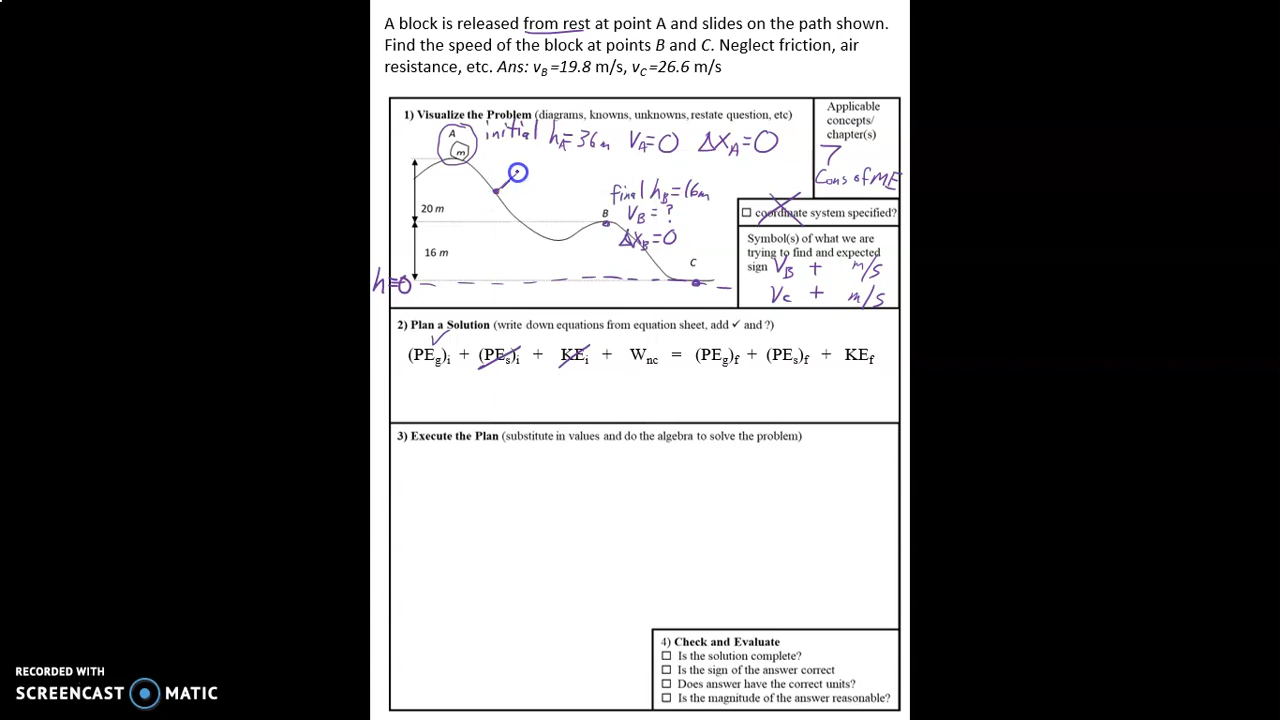 A block is released from rest at point A and slides on the path shown.
Find the speed of the block at points B and C. Neglect friction, air
resistance, etc. Ans: vB=19.8 m/s, vC=26.6 m/s
1) Visualize the Problem (diagrams, knowns, unknowns, restate question, etc)
A initial hA=36m VA=0 ΔxA=0
m
20 m
final hB=16m
B VB=?
ΔxB=0
16 m
C
h=0
Applicable
concepts/
chapter(s)
7
Cons of ME
☐ coordinate system specified?
Symbol(s) of what we are
trying to find and expected
sign VB + m/s
Vc + m/s
2) Plan a Solution (write down equations from equation sheet, add ✓ and ?)
✓
(PEg)i + (PEs)i + KEi + Wnc = (PEg)f + (PEs)f + KEf
3) Execute the Plan (substitute in values and do the algebra to solve the problem)
4) Check and Evaluate
☐ Is the solution complete?
☐ Is the sign of the answer correct
☐ Does answer have the correct units?
☐ Is the magnitude of the answer reasonable?
RECORDED WITH
SCREENCAST MATIC